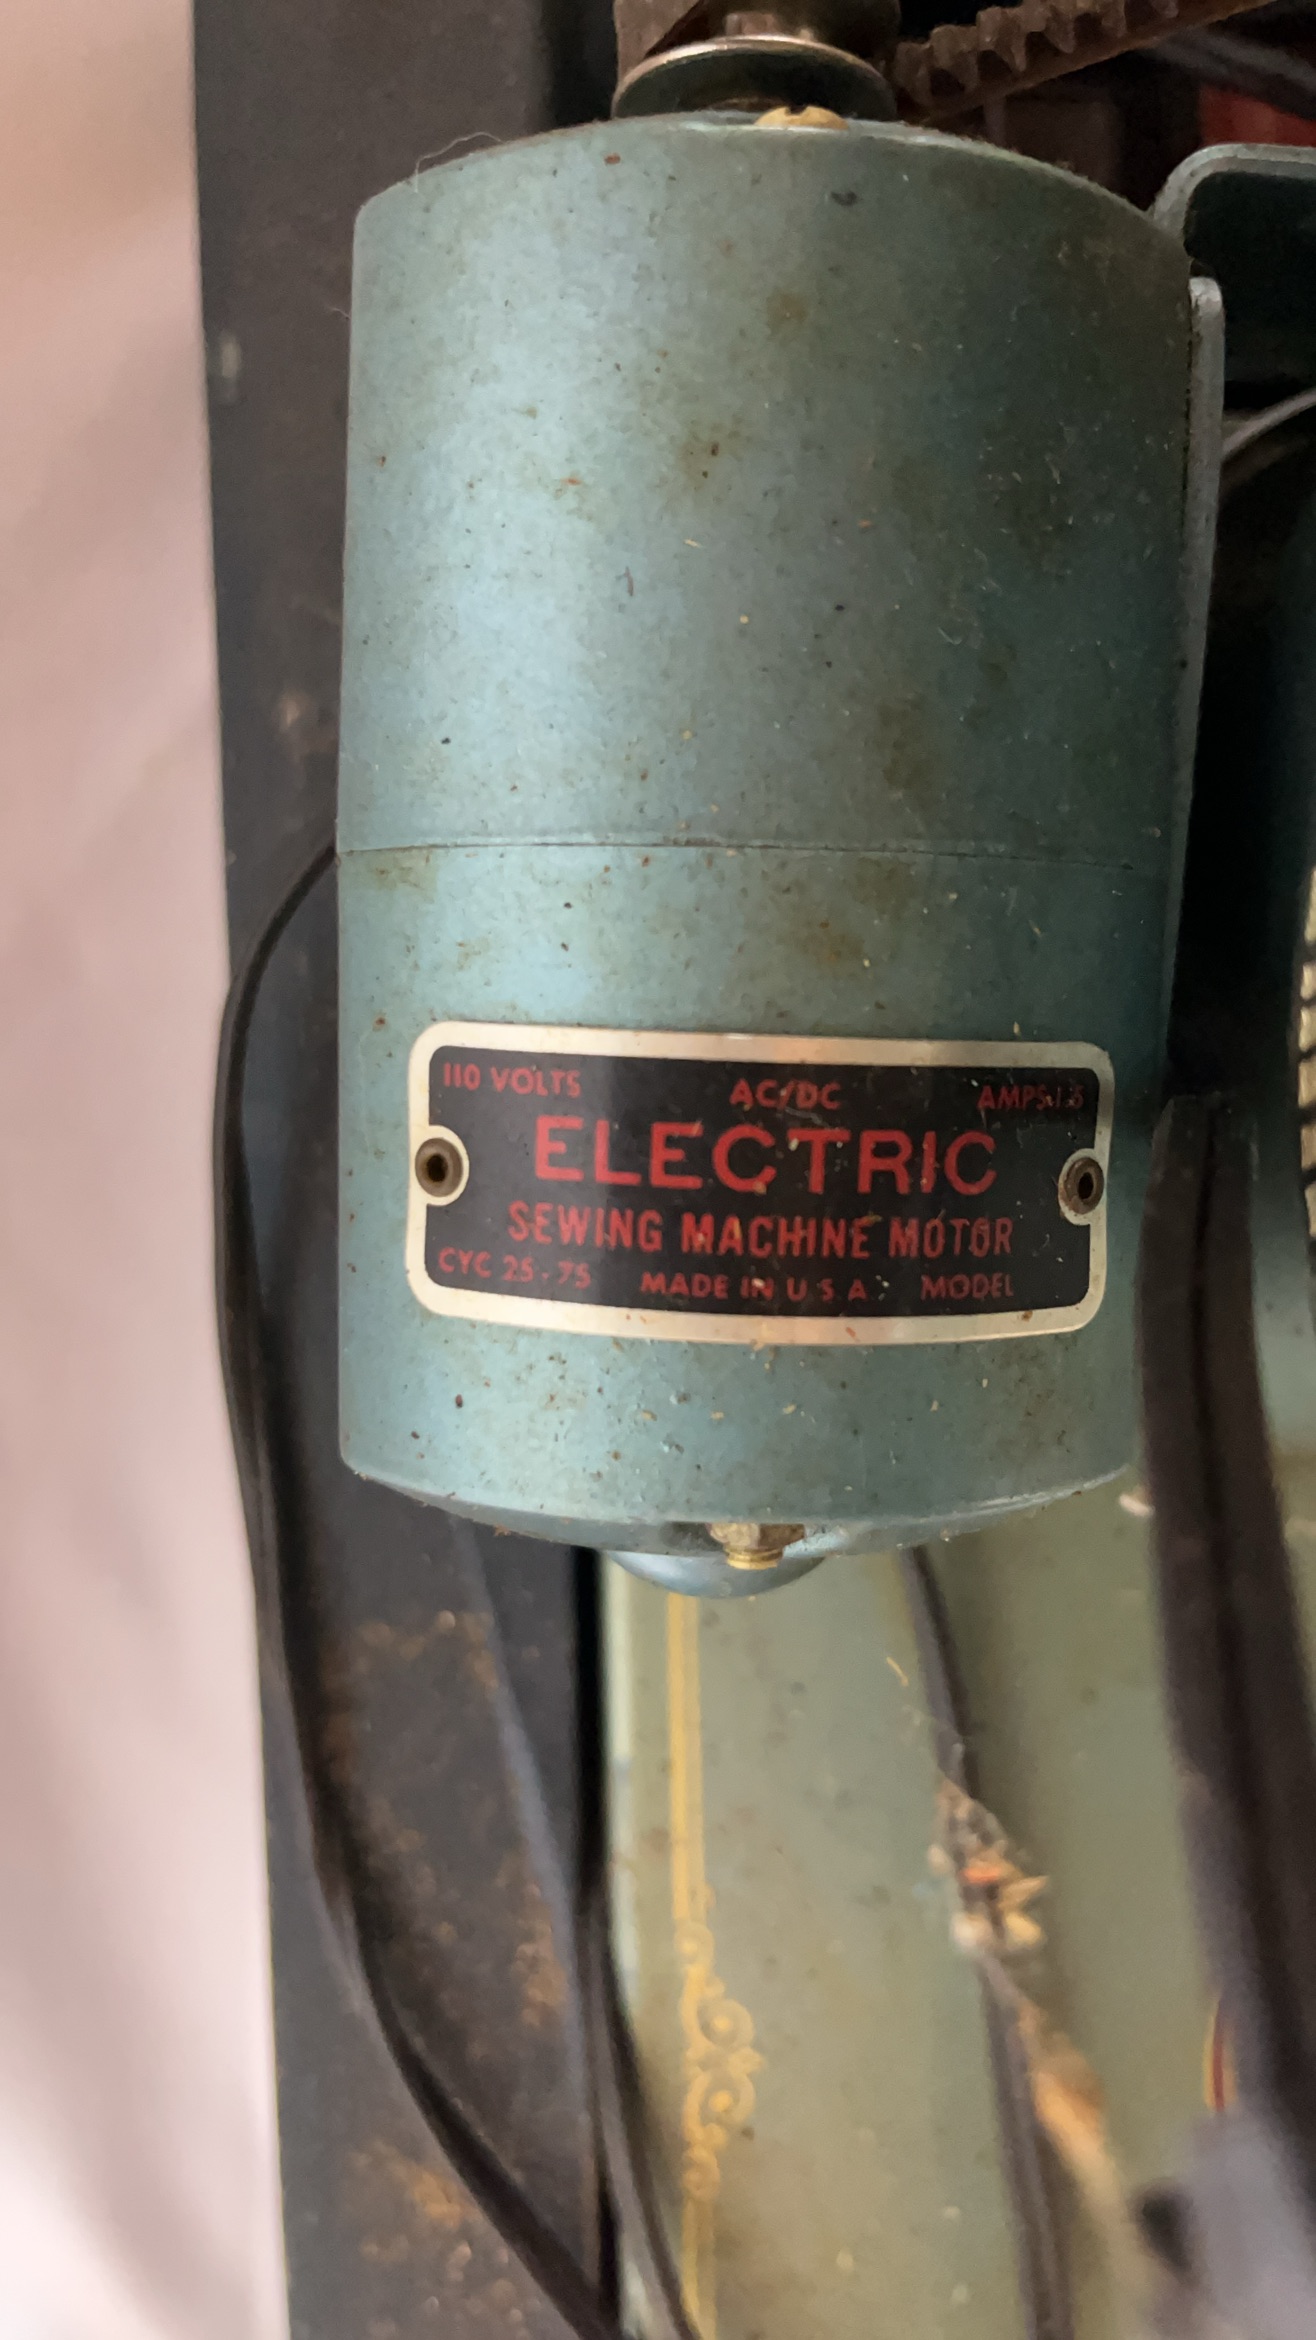 110 VOLTS AC/DC AMPS
ELECTRIC
SEWING MACHINE MOTOR
CYC 25-75 MADE IN U S A MODEL